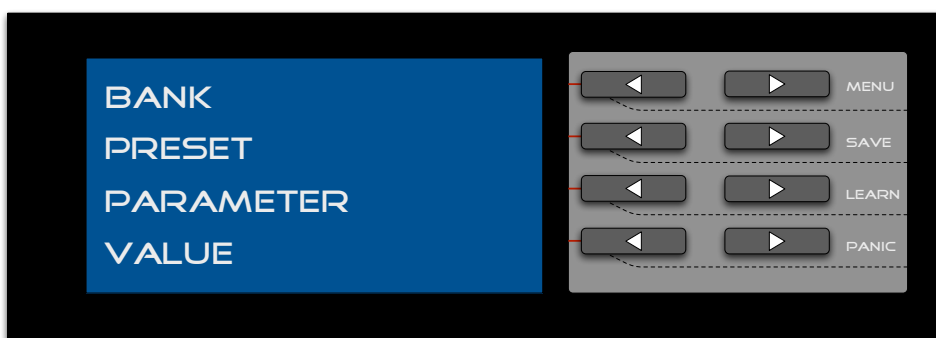 BANK
PRESET
PARAMETER
VALUE
MENU
SAVE
LEARN
PANIC